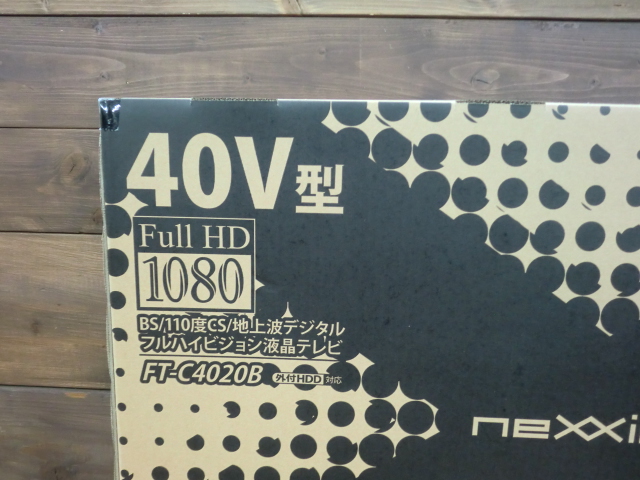 40V型
Full HD
1080
BS/110度CS/地上波デジタル
フルハイビジョン液晶テレビ
FT-C4020B 外付HDD 対応